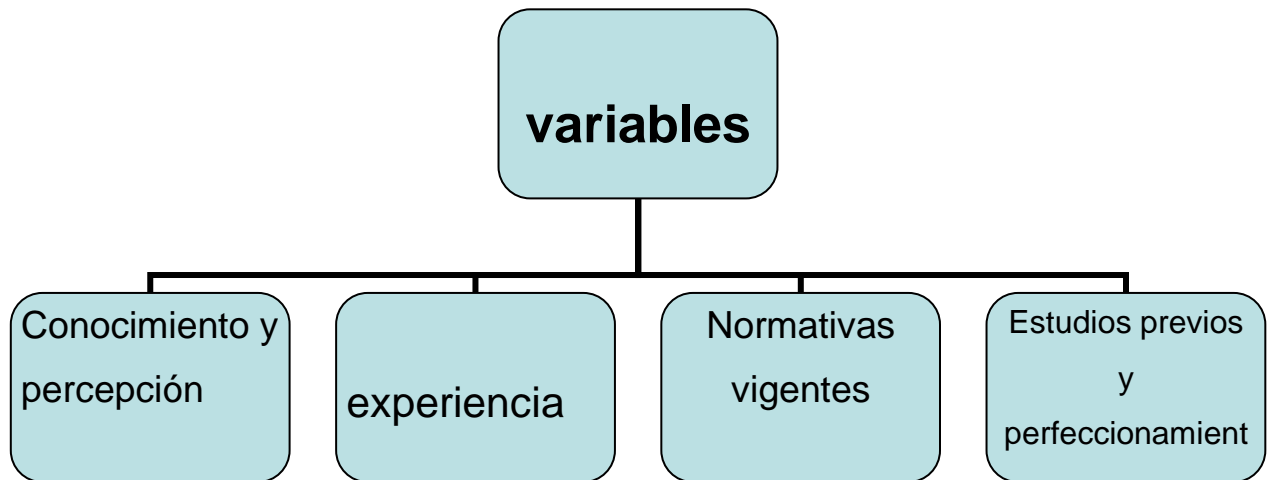 variables
Conocimiento y
percepción
experiencia
Normativas
vigentes
Estudios previos
y
perfeccionamient